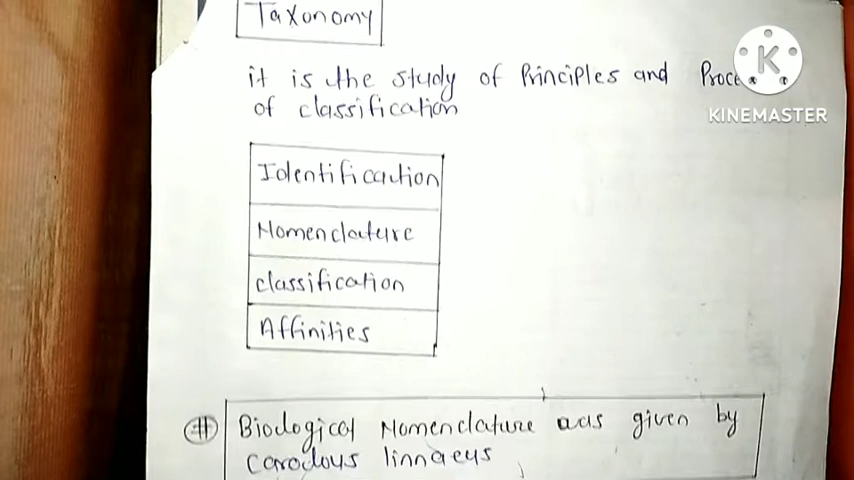 Taxonomy
it is the study of Principles and
of classification
KINEMASTER
Identification
Nomenclature
classification
Affinities
# Biological Nomenclature was given by
carodous linnaeus